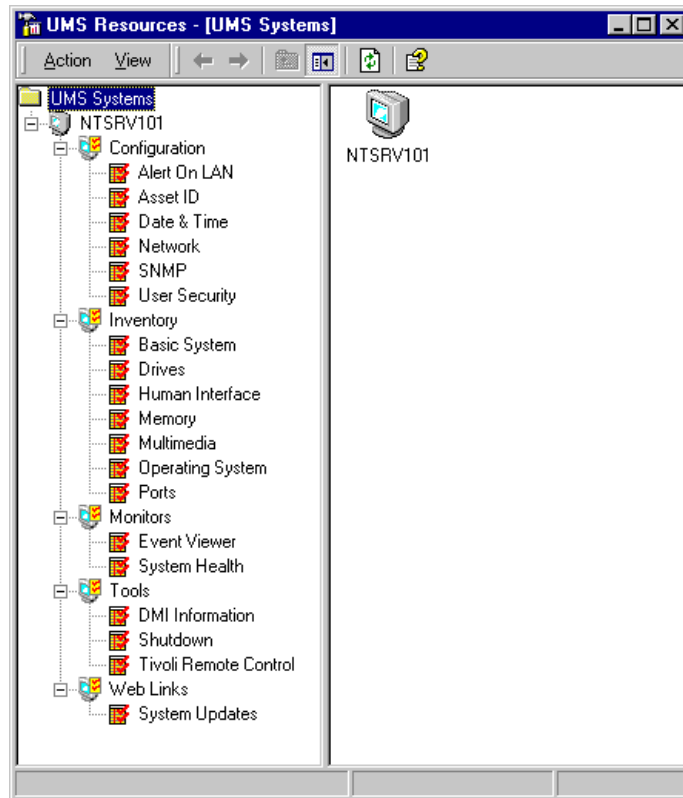 UMS Resources - [UMS Systems]
Action View
UMS Systems
NTSRV101
Configuration
Alert On LAN
Asset ID
Date & Time
Network
SNMP
User Security
Inventory
Basic System
Drives
Human Interface
Memory
Multimedia
Operating System
Ports
Monitors
Event Viewer
System Health
Tools
DMI Information
Shutdown
Tivoli Remote Control
Web Links
System Updates
NTSRV101